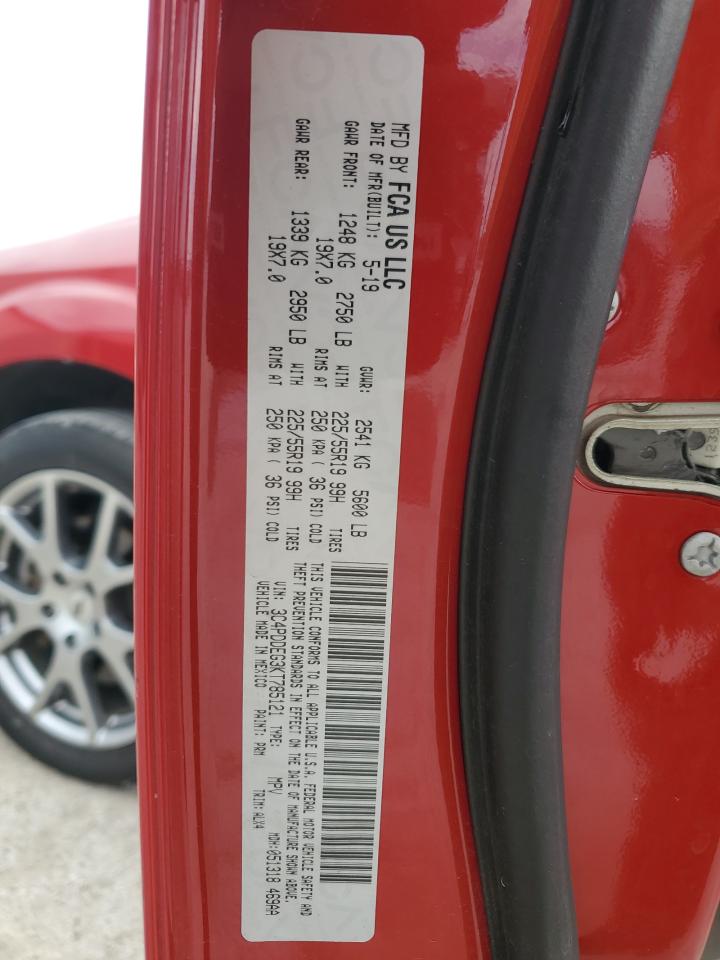 MFD BY FCA US LLC
DATE OF MFR(BUILT): 5-19 GVWR: 2541 KG 5600 LB
GAWR FRONT: 1248 KG 2750 LB WITH 225/55R19 99H TIRES
19X7.0 RIMS AT 250 KPA ( 36 PSI) COLD
GAWR REAR: 1339 KG 2950 LB WITH 225/55R19 99H TIRES
19X7.0 RIMS AT 250 KPA ( 36 PSI) COLD
THIS VEHICLE CONFORMS TO ALL APPLICABLE U.S.A. FEDERAL MOTOR VEHICLE SAFETY AND
THEFT PREVENTION STANDARDS IN EFFECT ON THE DATE OF MANUFACTURE SHOWN ABOVE.
VIN: 3C4PDDEG3KT785121 TYPE: MPV MDH:051318 469AA
VEHICLE MADE IN MEXICO PAINT: PRM TRIM:ALX4